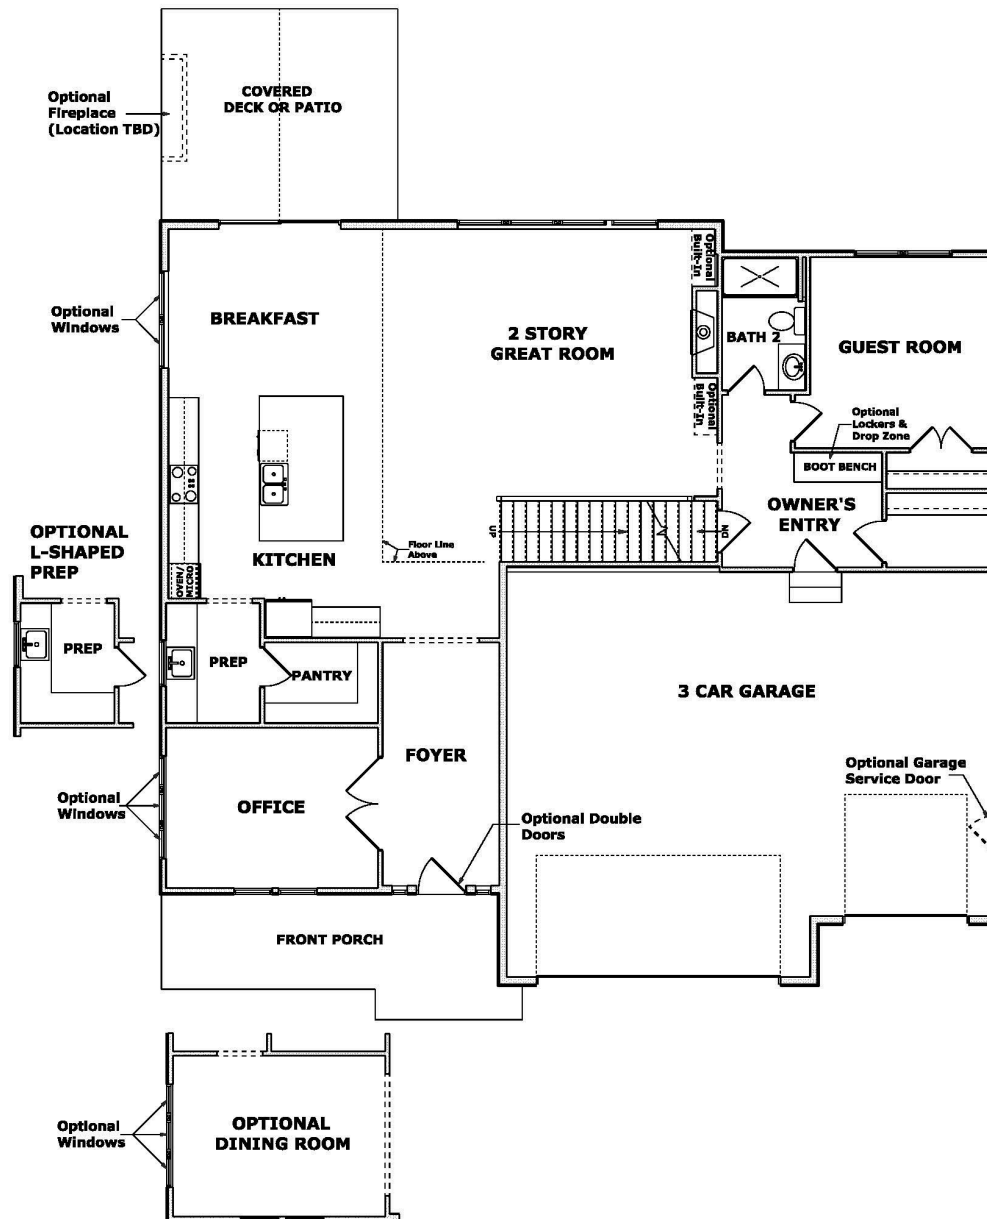 COVERED
DECK OR PATIO
Optional
Fireplace
(Location TBD)
Optional
Built-In
Optional
Windows
BREAKFAST
2 STORY
GREAT ROOM
BATH 2
GUEST ROOM
Optional
Built-In
Optional
Lockers &
Drop Zone
BOOT BENCH
OWNER'S
ENTRY
UP
DN
Floor Line
Above
KITCHEN
OVEN/
MICRO
OPTIONAL
L-SHAPED
PREP
PREP
PREP
PANTRY
3 CAR GARAGE
FOYER
Optional Garage
Service Door
Optional
Windows
OFFICE
Optional Double
Doors
FRONT PORCH
Optional
Windows
OPTIONAL
DINING ROOM